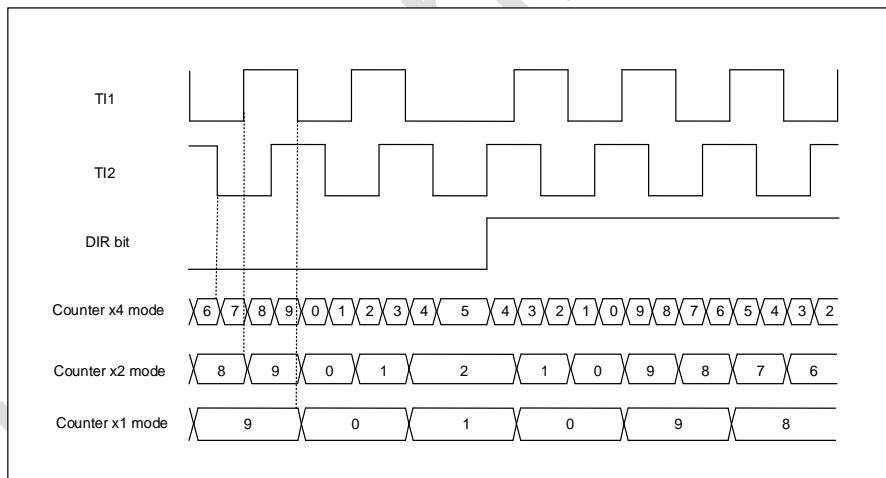 TI1
TI2
DIR bit
Counter x4 mode 6 7 8 9 0 1 2 3 4 5 4 3 2 1 0 9 8 7 6 5 4 3 2
Counter x2 mode 8 9 0 1 2 1 0 9 8 7 6
Counter x1 mode 9 0 1 0 9 8